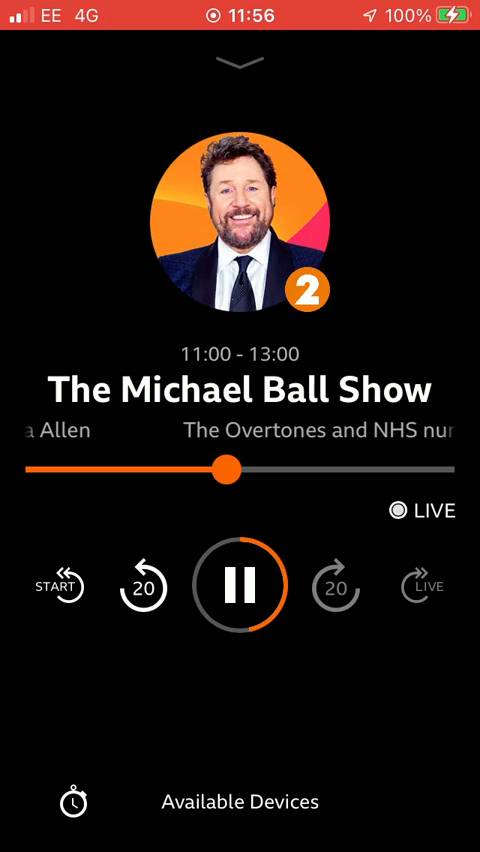 EE 4G 11:56 100%
2
11:00 - 13:00
The Michael Ball Show
a Allen The Overtones and NHS nur
LIVE
START 20 20 LIVE
Available Devices